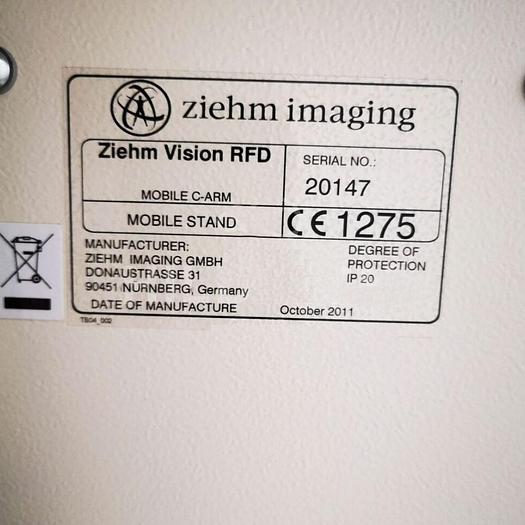 ziehm imaging
Ziehm Vision RFD
MOBILE C-ARM
SERIAL NO.:
20147
MOBILE STAND
CE 1275
MANUFACTURER:
ZIEHM IMAGING GMBH
DONAUSTRASSE 31
90451 NÜRNBERG, Germany
DEGREE OF
PROTECTION
IP 20
DATE OF MANUFACTURE October 2011
TB04_002